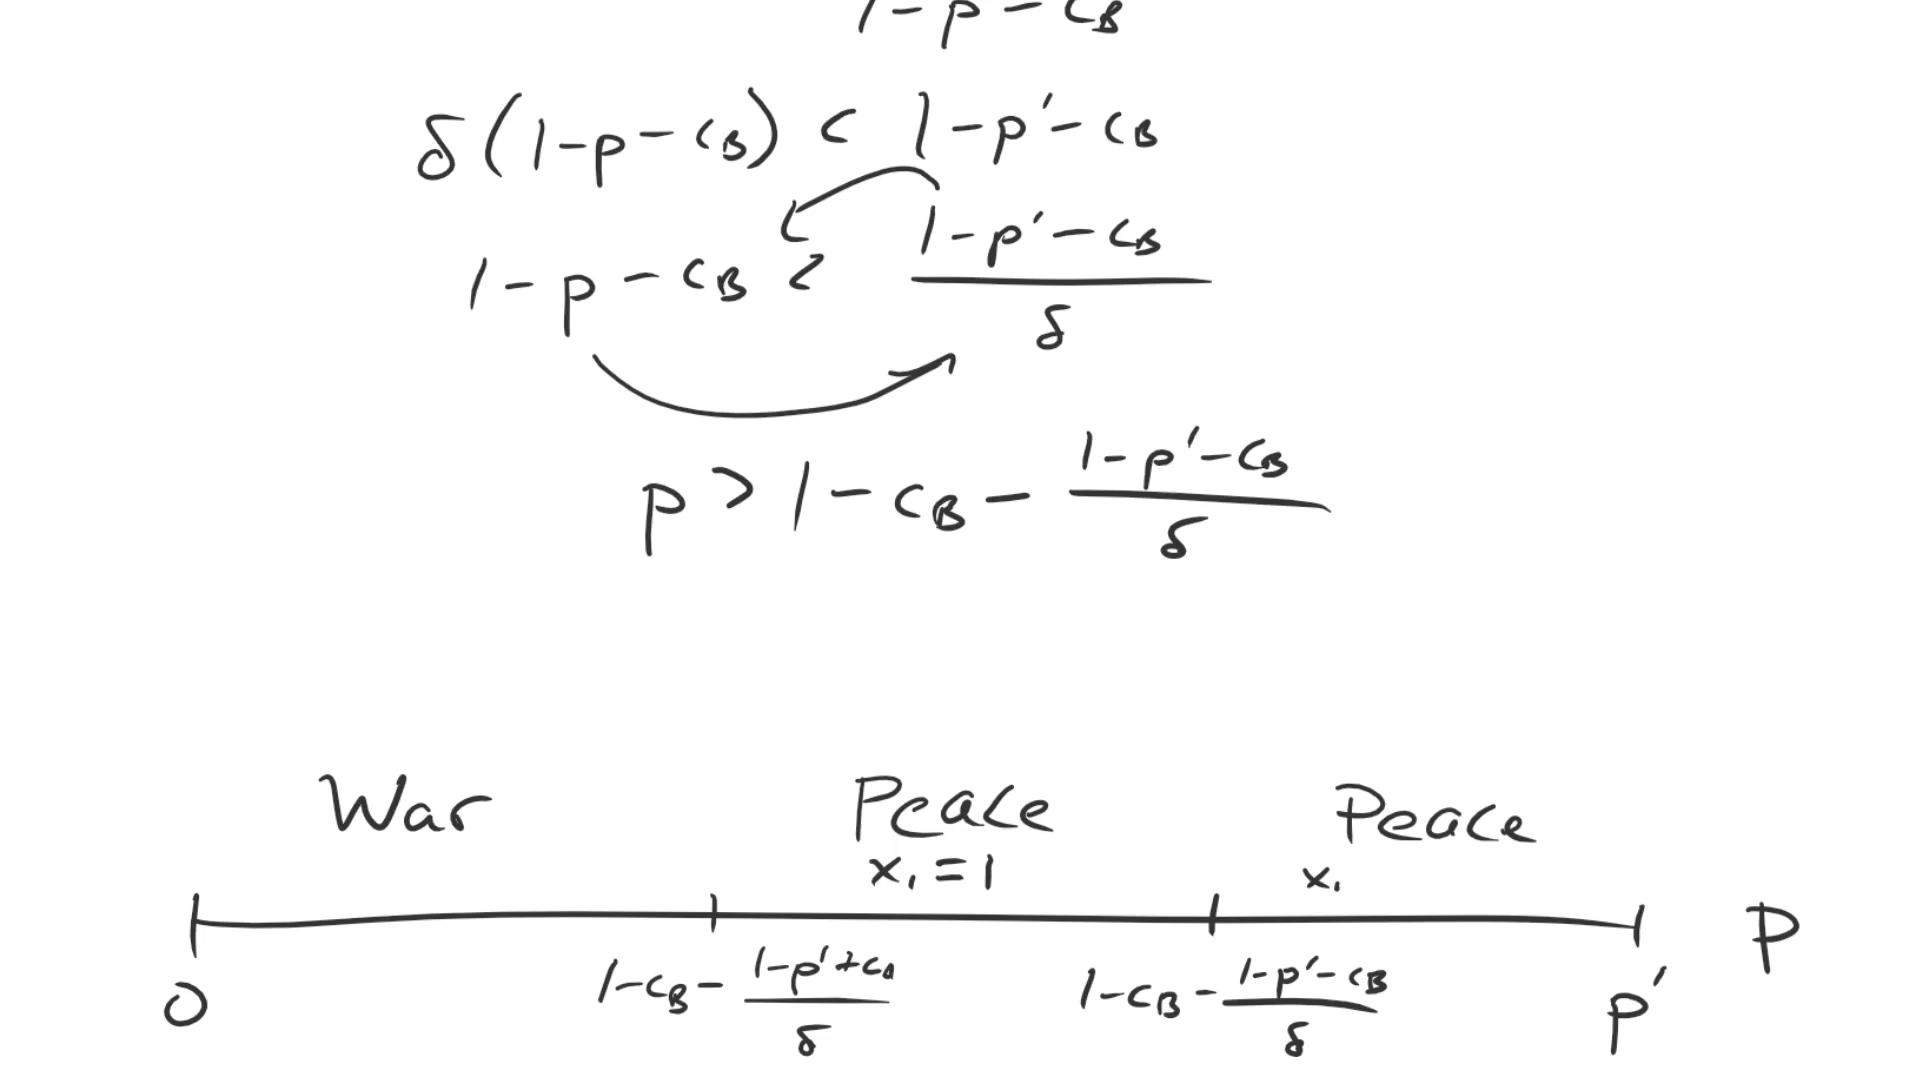 1-p-c_B
δ(1-p-c_B) < 1-p'-c_B
1-p-c_B < (1-p'-c_B)/δ
p > 1-c_B-(1-p'-c_B)/δ
War Peace Peace
x₁=1 x₁
0 1-c_B-(1-p'+c_A)/δ 1-c_B-(1-p'-c_B)/δ p' P